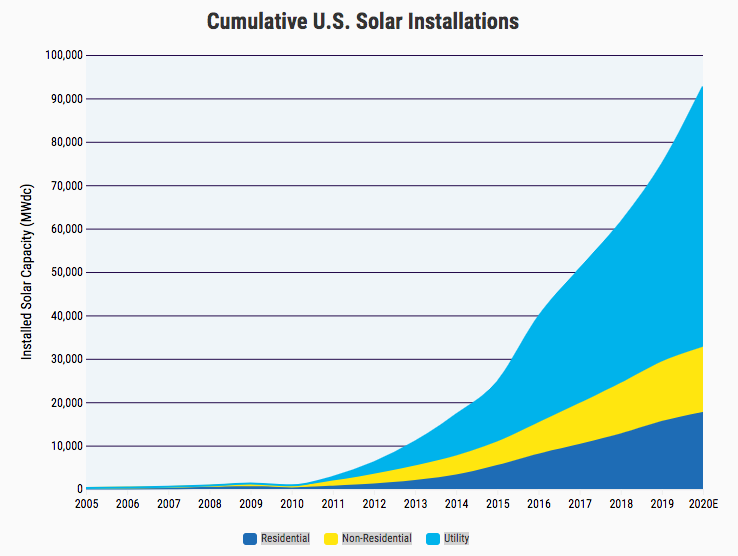 Cumulative U.S. Solar Installations
Installed Solar Capacity (MWdc)
100,000
90,000
80,000
70,000
60,000
50,000
40,000
30,000
20,000
10,000
0
2005 2006 2007 2008 2009 2010 2011 2012 2013 2014 2015 2016 2017 2018 2019 2020E
Residential Non-Residential Utility